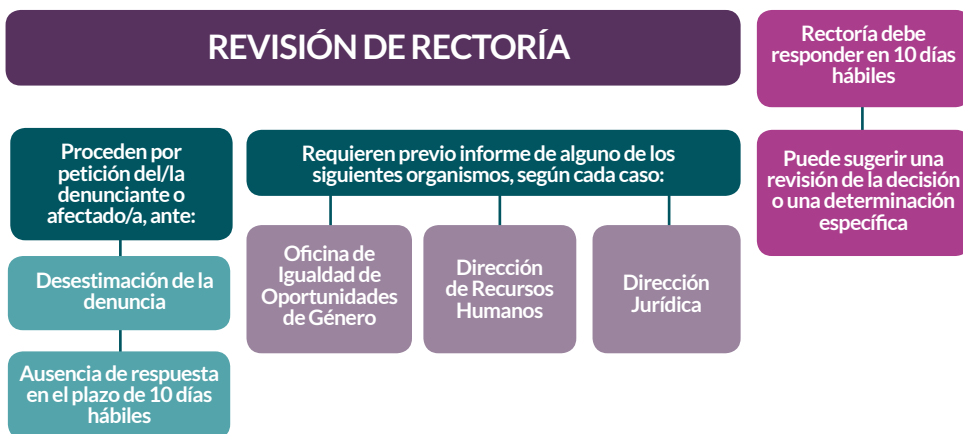 REVISIÓN DE RECTORÍA
Rectoría debe
responder en 10 días
hábiles
Puede sugerir una
revisión de la decisión
o una determinación
específica
Proceden por
petición del/la
denunciante o
afectado/a, ante:
Desestimación de la
denuncia
Ausencia de respuesta
en el plazo de 10 días
hábiles
Requieren previo informe de alguno de los
siguientes organismos, según cada caso:
Oficina de
Igualdad de
Oportunidades
de Género
Dirección
de Recursos
Humanos
Dirección
Jurídica